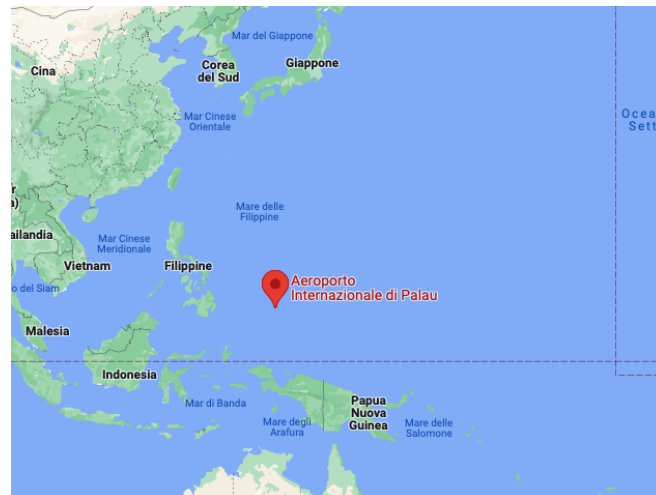 Mar del Giappone
Cina
Corea
del Sud
Giappone
Mar Cinese
Orientale
Mare delle
Filippine
ailandia
Mar Cinese
Meridionale
Vietnam
Filippine
o del Siam
Aeroporto
Internazionale di Palau
Malesia
Indonesia
Mar di Banda
Mare degli
Arafura
Papua
Nuova
Guinea
Mare delle
Salomone
Ocea
Sett